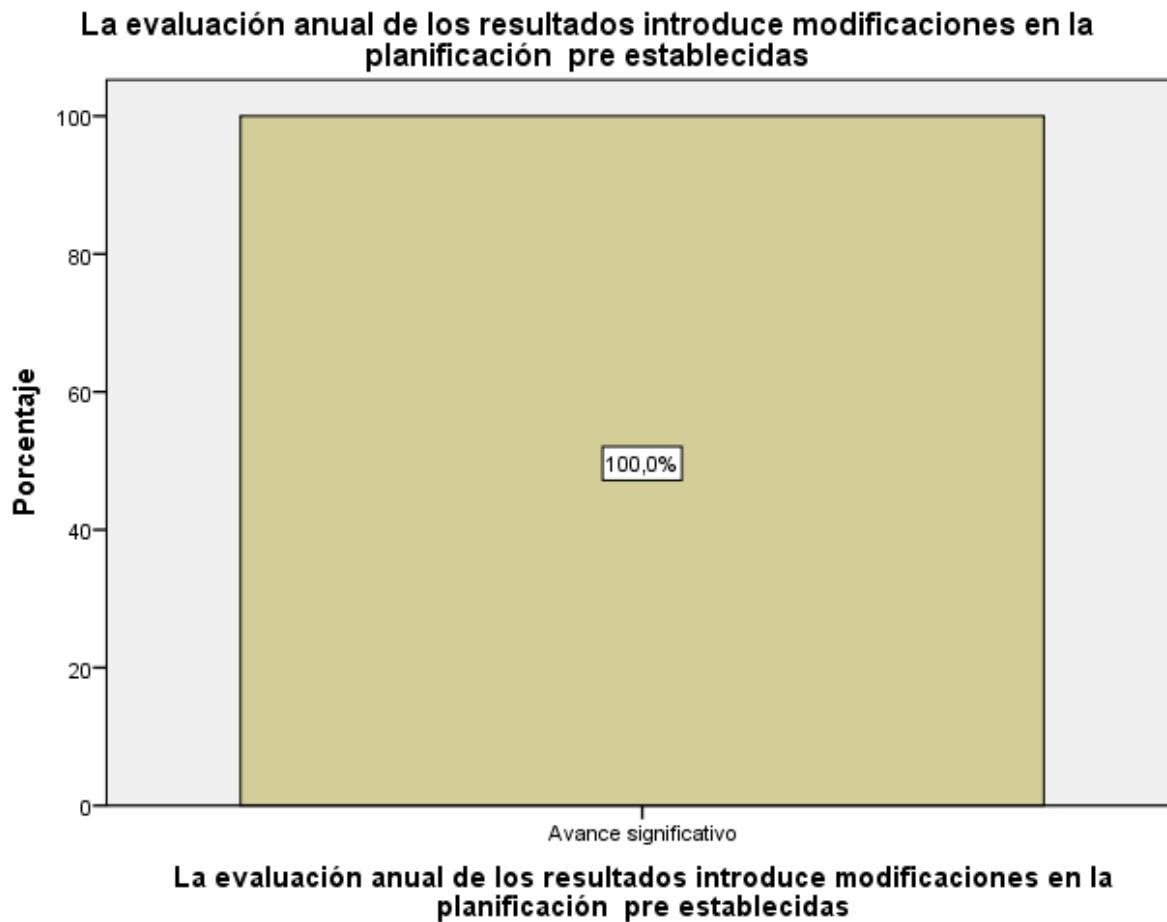 La evaluación anual de los resultados introduce modificaciones en la
planificación  pre establecidas
100
80
60
40
20
0
Porcentaje
100,0%
Avance significativo
La evaluación anual de los resultados introduce modificaciones en la
planificación  pre establecidas